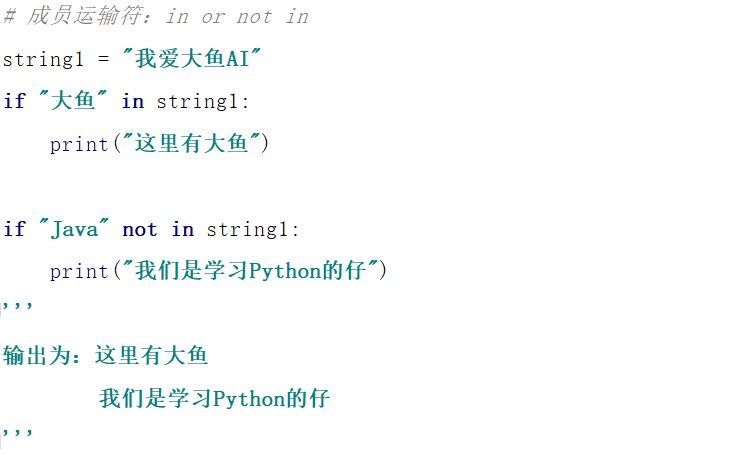 # 成员运输符：in or not in
string1 = "我爱大鱼AI"
if "大鱼" in string1:
    print("这里有大鱼")
if "Java" not in string1:
    print("我们是学习Python的仔")
'''
输出为：这里有大鱼
        我们是学习Python的仔
'''